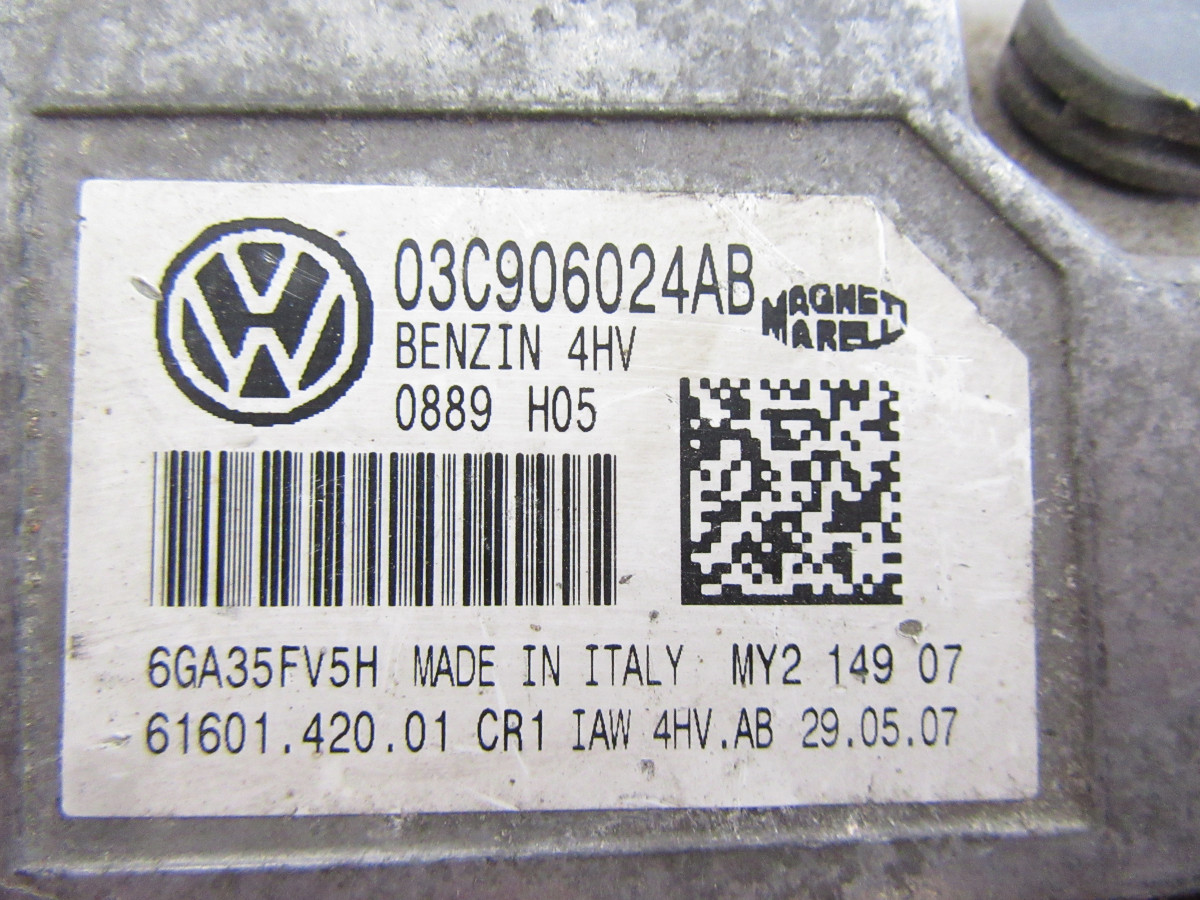 03C906024AB
MAGNETI
MARELLI
BENZIN 4HV
0889 H05
6GA35FV5H MADE IN ITALY MY2 149 07
61601.420.01 CR1 IAW 4HV.AB 29.05.07